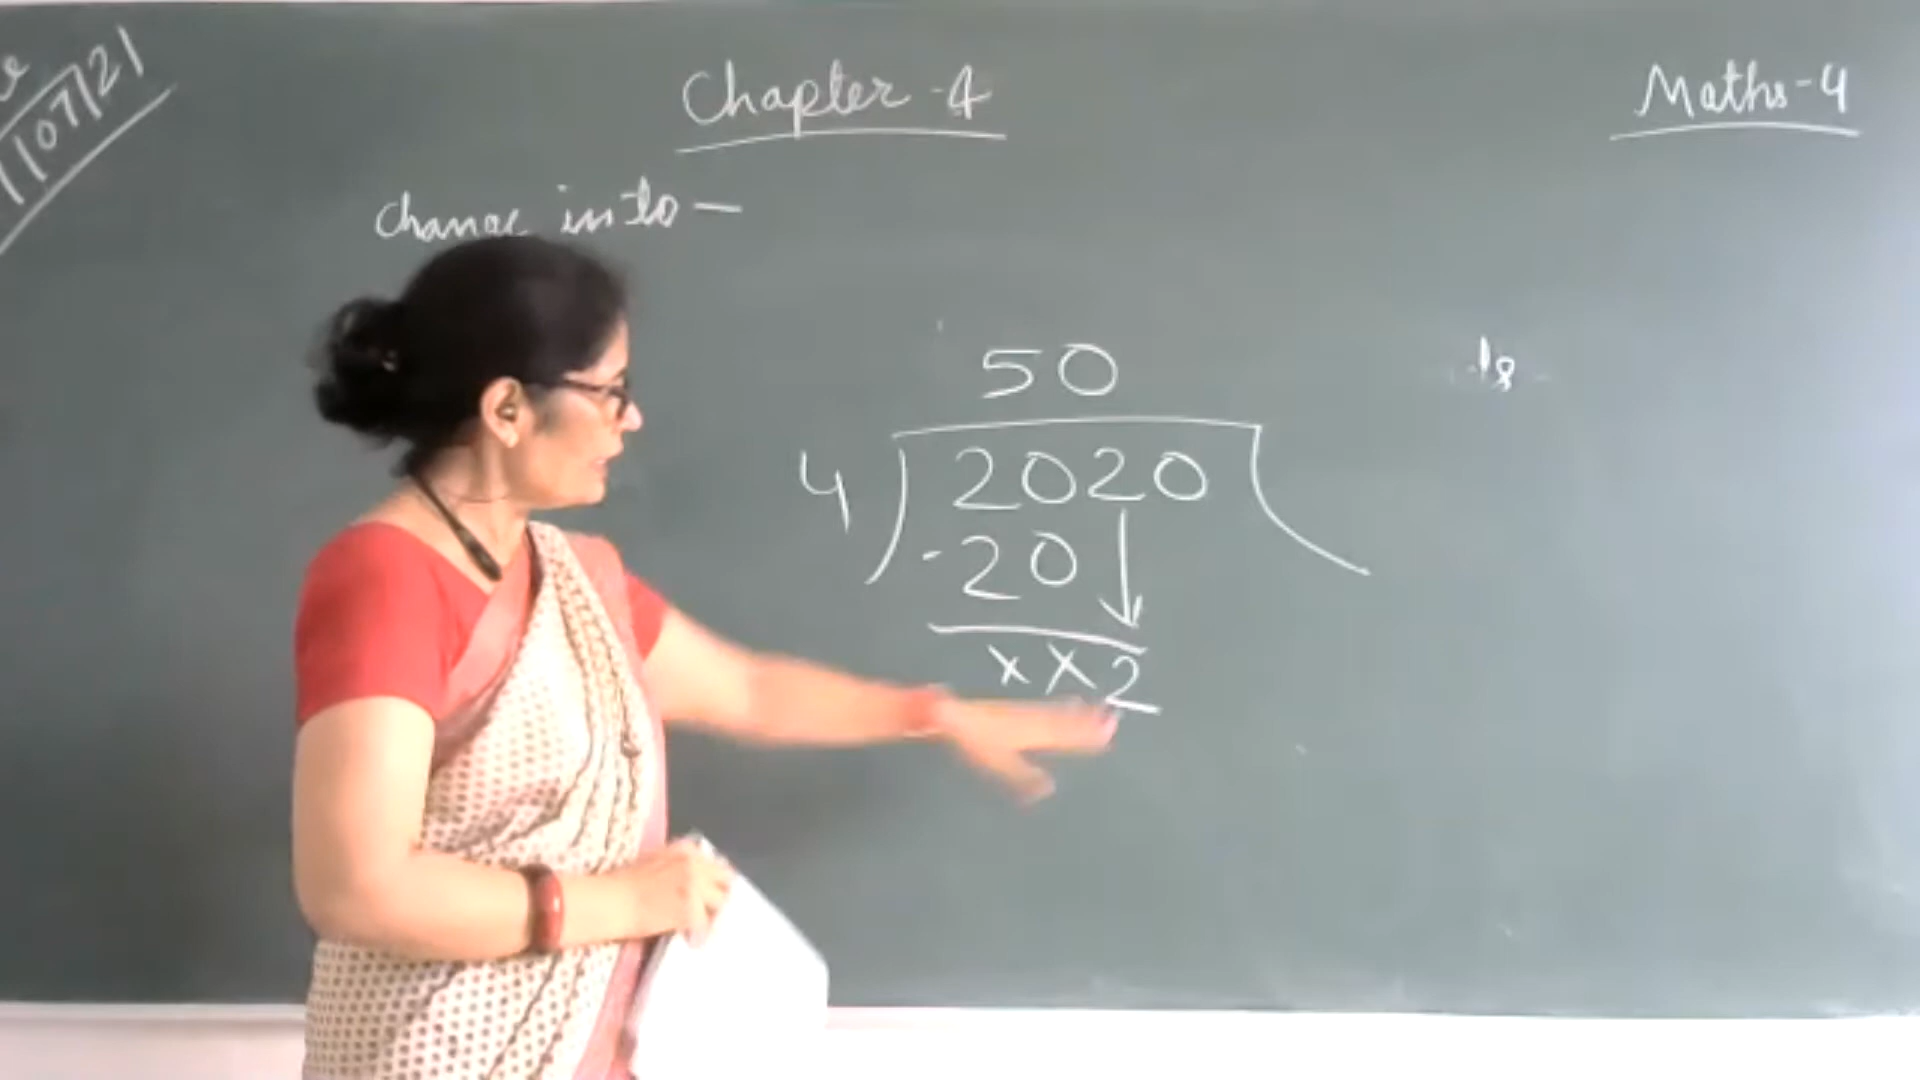 /07/21
Chapter-4
Maths-4
Change into -
50
4) 2020 (
-20↓
x x 2